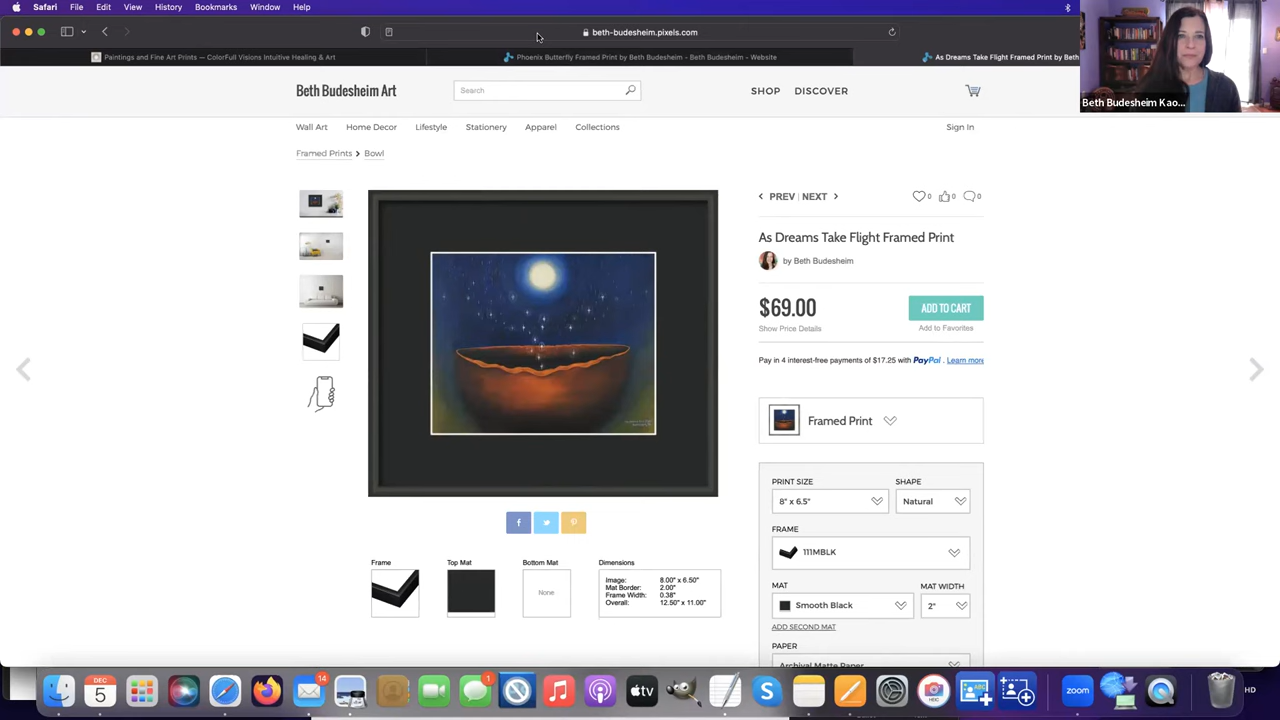 Safari File Edit View History Bookmarks Window Help
beth-budesheim.pixels.com
Paintings and Fine Art Prints — ColorFull Visions Intuitive Healing & Art
Phoenix Butterfly Framed Print by Beth Budesheim - Beth Budesheim - Website
As Dreams Take Flight Framed Print by Beth
Beth Budesheim Kao...
Beth Budesheim Art
Search
SHOP DISCOVER
Wall Art Home Decor Lifestyle Stationery Apparel Collections Sign In
Framed Prints > Bowl
PREV | NEXT
0 0 0
As Dreams Take Flight Framed Print
by Beth Budesheim
$69.00
ADD TO CART
Show Price Details
Add to Favorites
Pay in 4 interest-free payments of $17.25 with PayPal. Learn more
Framed Print
PRINT SIZE SHAPE
8" x 6.5" Natural
FRAME
111MBLK
MAT MAT WIDTH
Smooth Black 2"
ADD SECOND MAT
PAPER
Archival Matte Paper
Frame Top Mat Bottom Mat Dimensions
None
Image: 8.00" x 6.50"
Mat Border: 2.00"
Frame Width: 0.38"
Overall: 12.50" x 11.00"
DEC
5
14
1
tv
zoom
HD